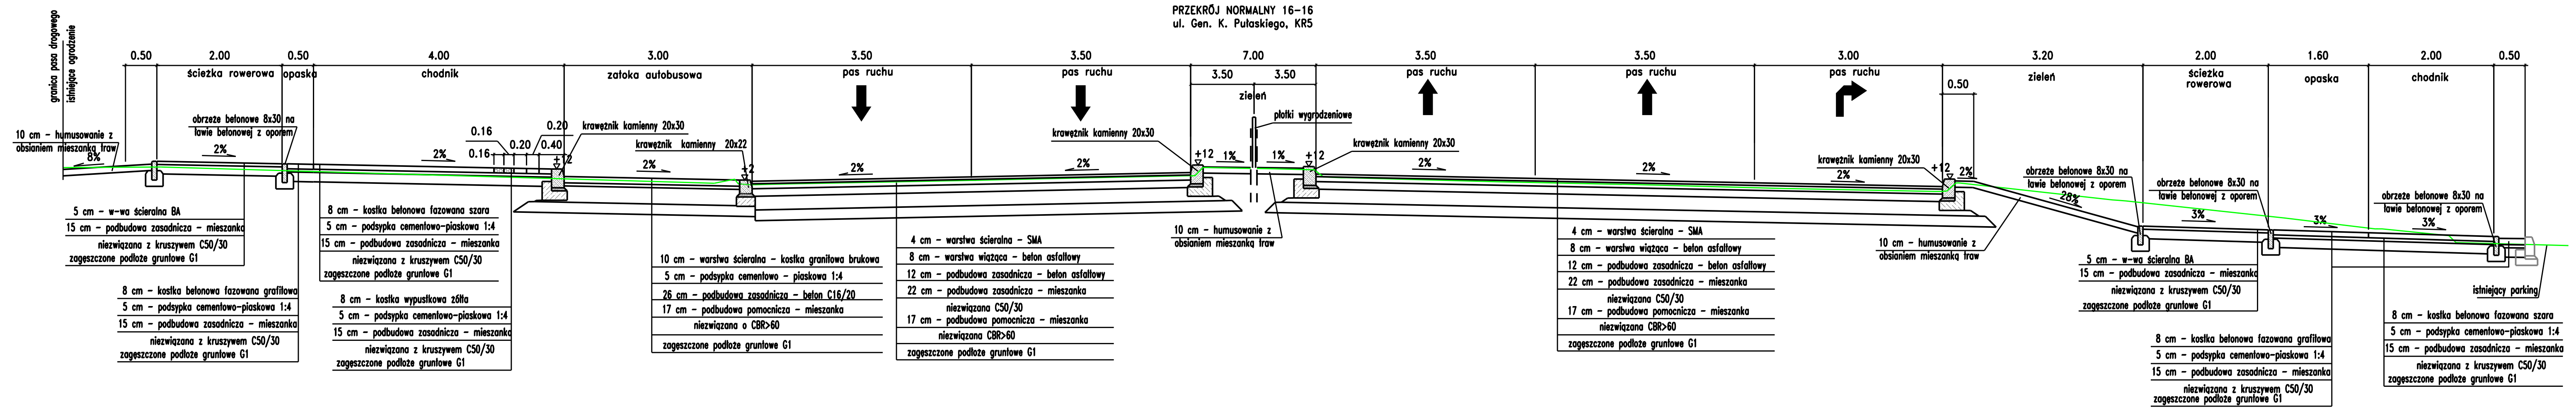 PRZEKRÓJ NORMALNY 16-16
ul. Gen. K. Pułaskiego, KR5
granica pasa drogowego
istniejące ogrodzenie
0.50
2.00
0.50
4.00
3.00
3.50
3.50
7.00
3.50
3.50
3.00
3.20
2.00
1.60
2.00
0.50
ścieżka rowerowa
opaska
chodnik
zatoka autobusowa
pas ruchu
pas ruchu
3.50
3.50
zieleń
pas ruchu
pas ruchu
pas ruchu
0.50
zieleń
ścieżka
rowerowa
opaska
chodnik
10 cm - humusowanie z
obsianiem mieszanką traw
8%
obrzeże betonowe 8x30 na
ławie betonowej z oporem
2%
2%
0.16
0.16
0.20
0.20
0.40
krawężnik kamienny 20x30
krawężnik kamienny 20x22
+12
2%
+2
2%
2%
krawężnik kamienny 20x30
+12
1%
1%
płotki wygrodzeniowe
+12
krawężnik kamienny 20x30
2%
2%
2%
krawężnik kamienny 20x30
+12
2%
28%
obrzeże betonowe 8x30 na
ławie betonowej z oporem
obrzeże betonowe 8x30 na
ławie betonowej z oporem
obrzeże betonowe 8x30 na
ławie betonowej z oporem
3%
3%
3%
5 cm - w-wa ścieralna BA
15 cm - podbudowa zasadnicza - mieszanka
niezwiązana z kruszywem C50/30
zagęszczone podłoże gruntowe G1
8 cm - kostka betonowa fazowana grafitowa
5 cm - podsypka cementowo-piaskowa 1:4
15 cm - podbudowa zasadnicza - mieszanka
niezwiązana z kruszywem C50/30
zagęszczone podłoże gruntowe G1
8 cm - kostka betonowa fazowana szara
5 cm - podsypka cementowo-piaskowa 1:4
15 cm - podbudowa zasadnicza - mieszanka
niezwiązana z kruszywem C50/30
zagęszczone podłoże gruntowe G1
8 cm - kostka wypustkowa żółta
5 cm - podsypka cementowo-piaskowa 1:4
15 cm - podbudowa zasadnicza - mieszanka
niezwiązana z kruszywem C50/30
zagęszczone podłoże gruntowe G1
10 cm - warstwa ścieralna - kostka granitowa brukowa
5 cm - podsypka cementowo - piaskowa 1:4
26 cm - podbudowa zasadnicza - beton C16/20
17 cm - podbudowa pomocnicza - mieszanka
niezwiązana o CBR>60
zagęszczone podłoże gruntowe G1
4 cm - warstwa ścieralna - SMA
8 cm - warstwa wiążąca - beton asfaltowy
12 cm - podbudowa zasadnicza - beton asfaltowy
22 cm - podbudowa zasadnicza - mieszanka
niezwiązana C50/30
17 cm - podbudowa pomocnicza - mieszanka
niezwiązana CBR>60
zagęszczone podłoże gruntowe G1
10 cm - humusowanie z
obsianiem mieszanką traw
4 cm - warstwa ścieralna - SMA
8 cm - warstwa wiążąca - beton asfaltowy
12 cm - podbudowa zasadnicza - beton asfaltowy
22 cm - podbudowa zasadnicza - mieszanka
niezwiązana C50/30
17 cm - podbudowa pomocnicza - mieszanka
niezwiązana CBR>60
zagęszczone podłoże gruntowe G1
10 cm - humusowanie z
obsianiem mieszanką traw
5 cm - w-wa ścieralna BA
15 cm - podbudowa zasadnicza - mieszanka
niezwiązana z kruszywem C50/30
zagęszczone podłoże gruntowe G1
8 cm - kostka betonowa fazowana grafitowa
5 cm - podsypka cementowo-piaskowa 1:4
15 cm - podbudowa zasadnicza - mieszanka
niezwiązana z kruszywem C50/30
zagęszczone podłoże gruntowe G1
istniejący parking
8 cm - kostka betonowa fazowana szara
5 cm - podsypka cementowo-piaskowa 1:4
15 cm - podbudowa zasadnicza - mieszanka
niezwiązana z kruszywem C50/30
zagęszczone podłoże gruntowe G1